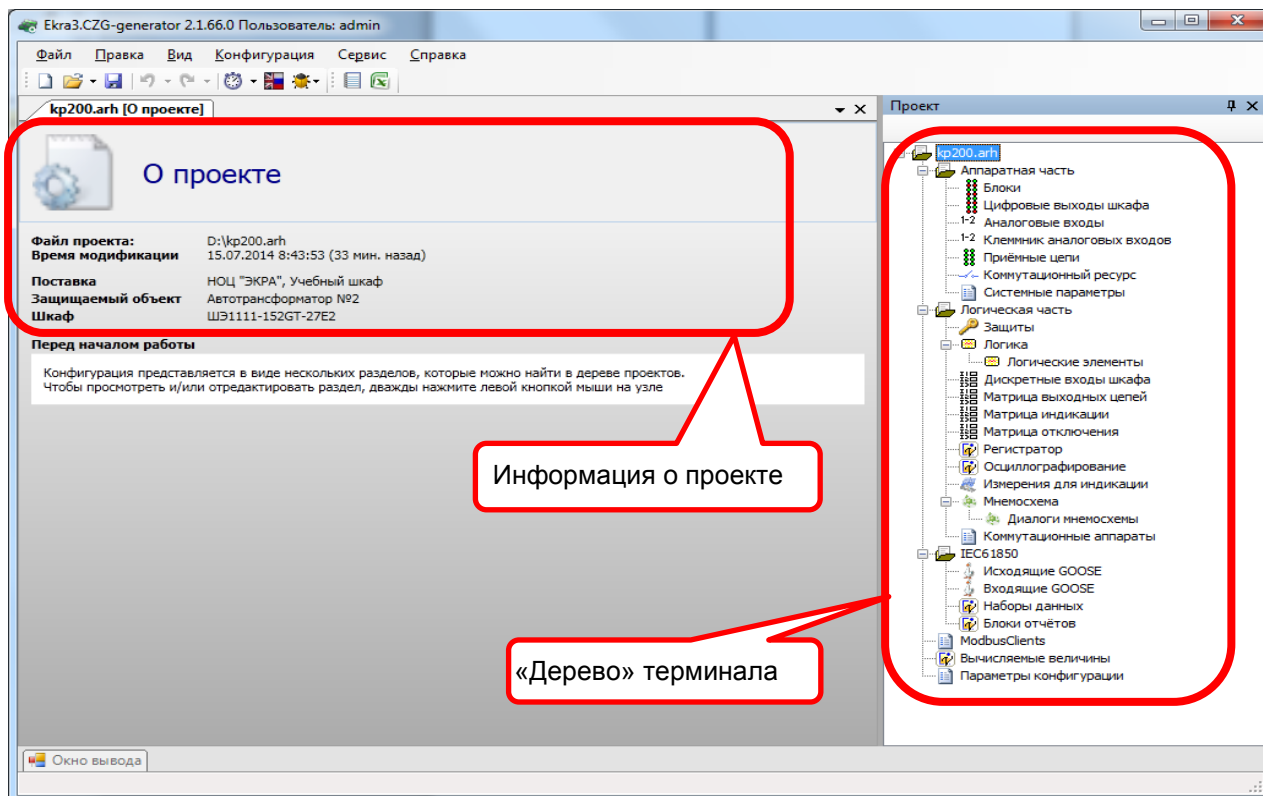 Ekra3.CZG-generator 2.1.66.0 Пользователь: admin
Файл Правка Вид Конфигурация Сервис Справка
kp200.arh [О проекте]
О проекте
Файл проекта: D:\kp200.arh
Время модификации 15.07.2014 8:43:53 (33 мин. назад)
Поставка НОЦ "ЭКРА", Учебный шкаф
Защищаемый объект Автотрансформатор №2
Шкаф ШЭ1111-152GT-27E2
Перед началом работы
Конфигурация представляется в виде нескольких разделов, которые можно найти в дереве проектов.
Чтобы просмотреть и/или отредактировать раздел, дважды нажмите левой кнопкой мыши на узле
Информация о проекте
«Дерево» терминала
Окно вывода
Проект
kp200.arh
Аппаратная часть
Блоки
Цифровые выходы шкафа
1-2 Аналоговые входы
1-2 Клеммник аналоговых входов
Приёмные цепи
Коммутационный ресурс
Системные параметры
Логическая часть
Защиты
Логика
Логические элементы
Дискретные входы шкафа
Матрица выходных цепей
Матрица индикации
Матрица отключения
Регистратор
Осциллографирование
Измерения для индикации
Мнемосхема
Диалоги мнемосхемы
Коммутационные аппараты
IEC61850
Исходящие GOOSE
Входящие GOOSE
Наборы данных
Блоки отчётов
ModbusClients
Вычисляемые величины
Параметры конфигурации